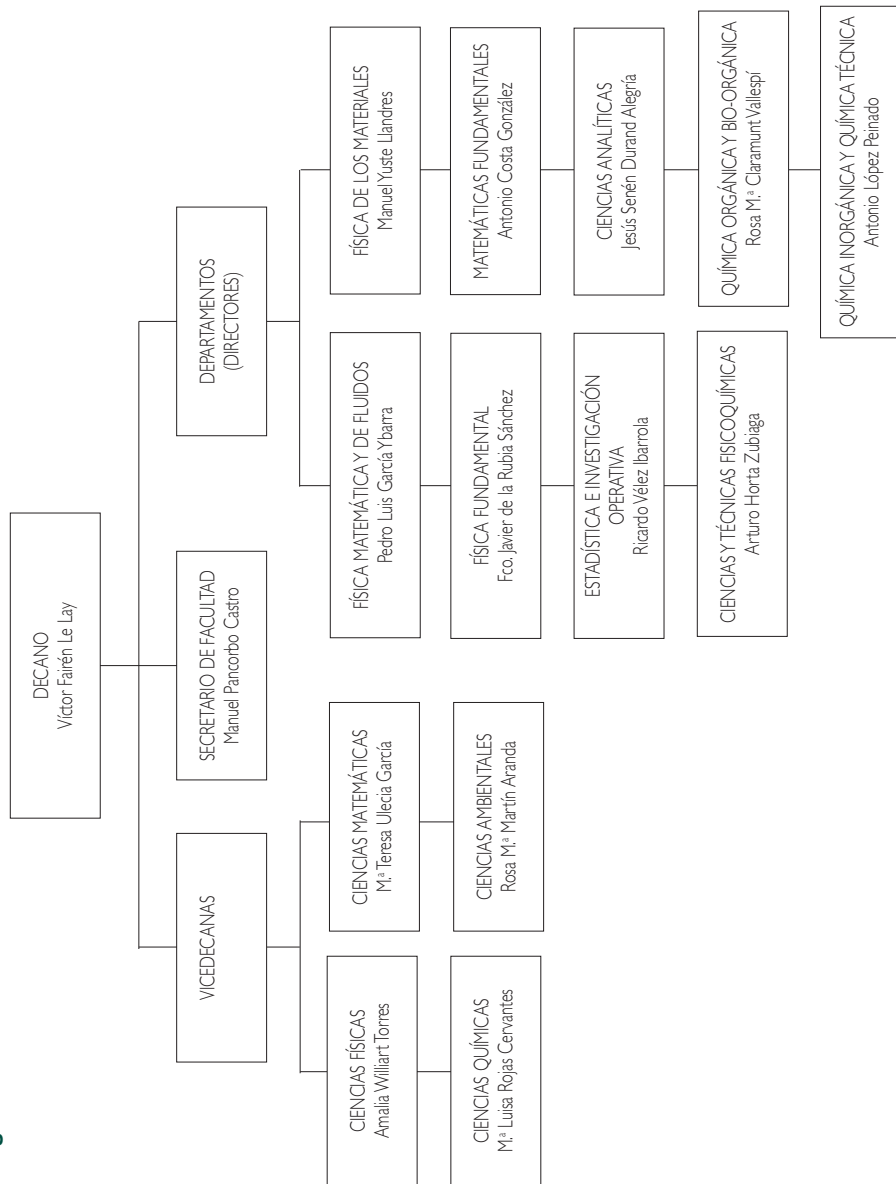 DECANO
Víctor Fairén Le Lay
VICEDECANAS
SECRETARIO DE FACULTAD
Manuel Pancorbo Castro
DEPARTAMENTOS
(DIRECTORES)
CIENCIAS FÍSICAS
Amalia Williart Torres
CIENCIAS MATEMÁTICAS
M.ª Teresa Ulecia García
FÍSICA MATEMÁTICA Y DE FLUIDOS
Pedro Luis García Ybarra
FÍSICA DE LOS MATERIALES
Manuel Yuste Llandres
CIENCIAS QUÍMICAS
M.ª Luisa Rojas Cervantes
CIENCIAS AMBIENTALES
Rosa M.ª Martín Aranda
FÍSICA FUNDAMENTAL
Fco. Javier de la Rubia Sánchez
MATEMÁTICAS FUNDAMENTALES
Antonio Costa González
ESTADÍSTICA E INVESTIGACIÓN
OPERATIVA
Ricardo Vélez Ibarrola
CIENCIAS ANALÍTICAS
Jesús Senén Durand Alegría
CIENCIAS Y TÉCNICAS FISICOQUÍMICAS
Arturo Horta Zubiaga
QUÍMICA ORGÁNICA Y BIO-ORGÁNICA
Rosa M.ª Claramunt Vallespí
QUÍMICA INORGÁNICA Y QUÍMICA TÉCNICA
Antonio López Peinado